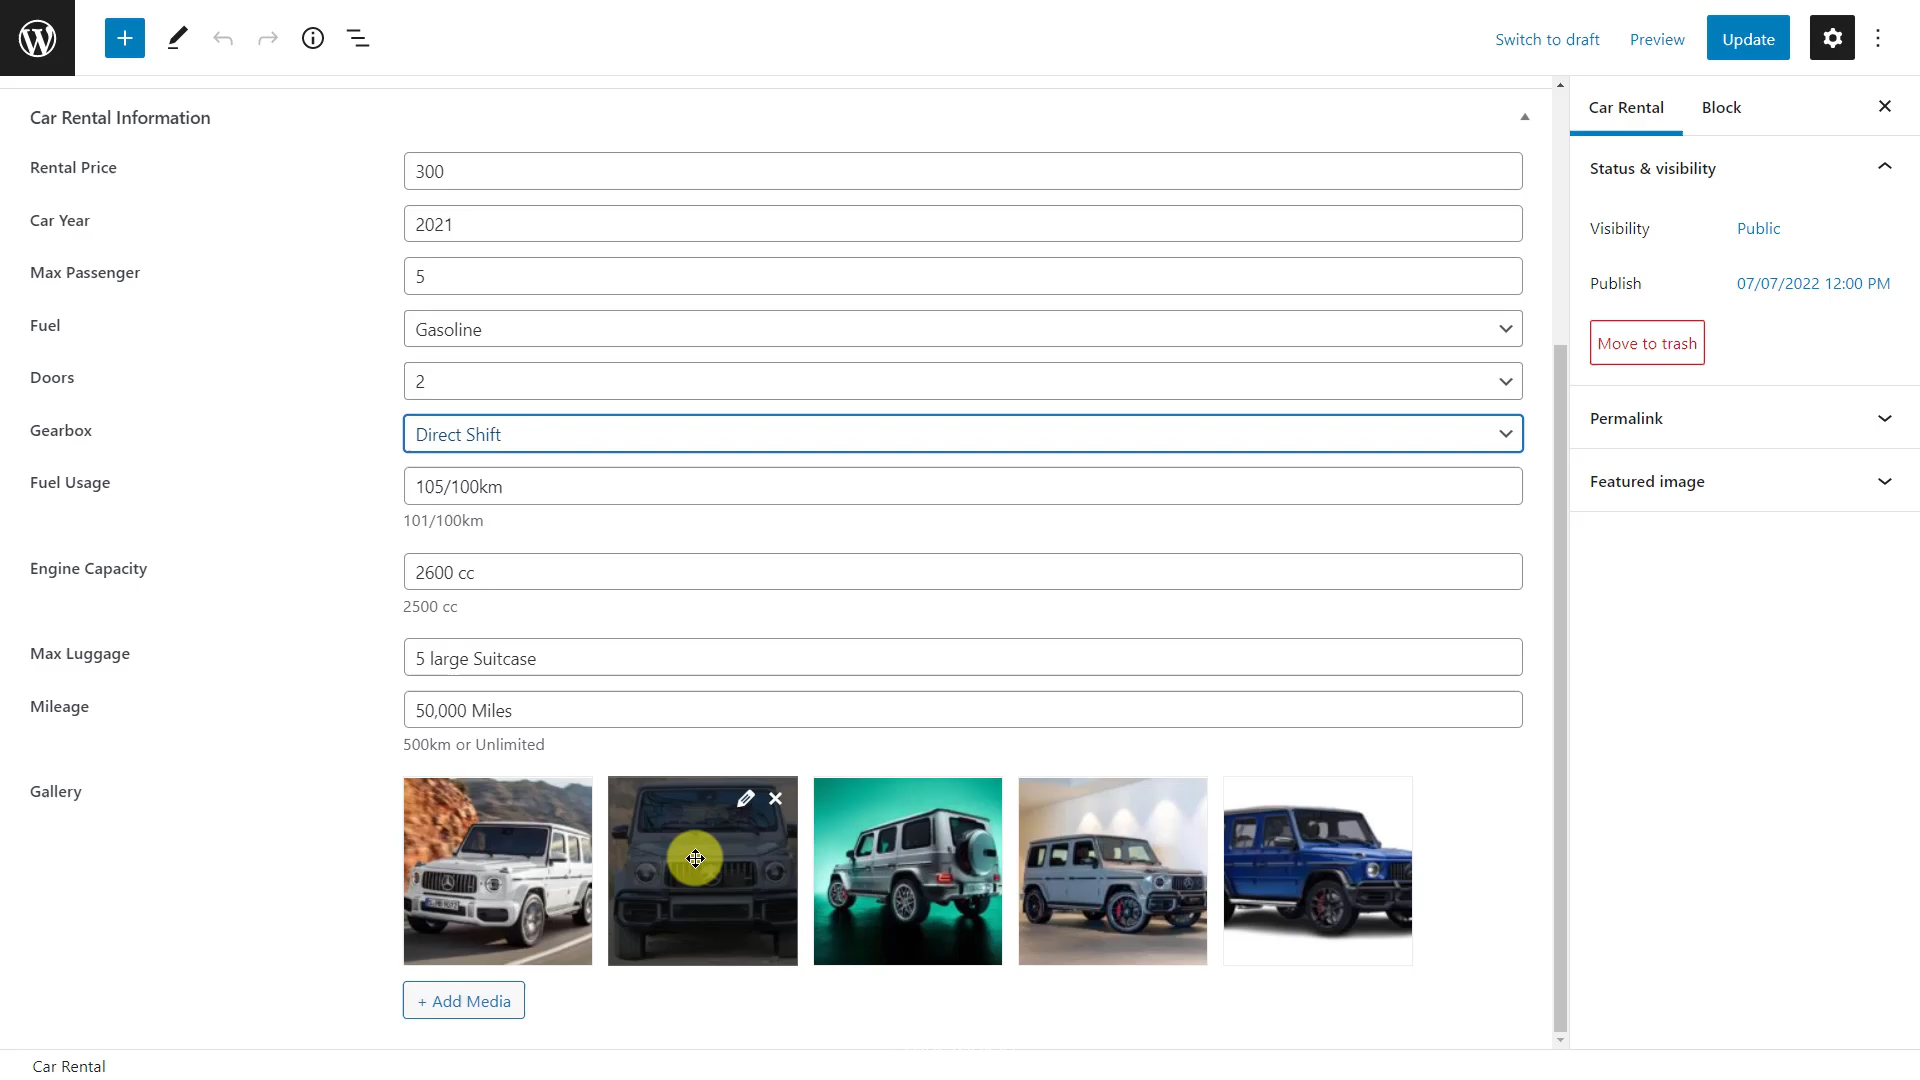 Switch to draft
Preview
Update
Car Rental Information
Rental Price
300
Car Year
2021
Max Passenger
5
Fuel
Gasoline
Doors
2
Gearbox
Direct Shift
Fuel Usage
105/100km
101/100km
Engine Capacity
2600 cc
2500 cc
Max Luggage
5 large Suitcase
Mileage
50,000 Miles
500km or Unlimited
Gallery
+ Add Media
Car Rental
Car Rental
Block
Status & visibility
Visibility
Public
Publish
07/07/2022 12:00 PM
Move to trash
Permalink
Featured image